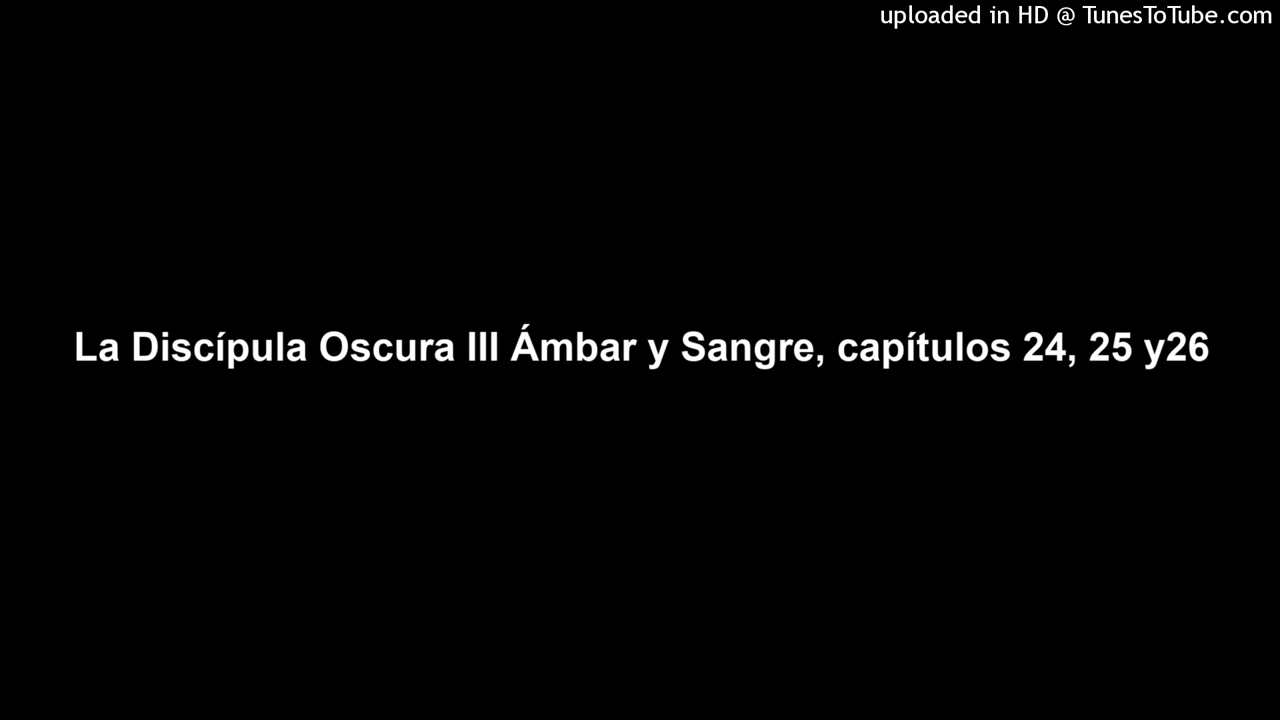 uploaded in HD @ TunesToTube.com
La Discípula Oscura III Ámbar y Sangre, capítulos 24, 25 y26